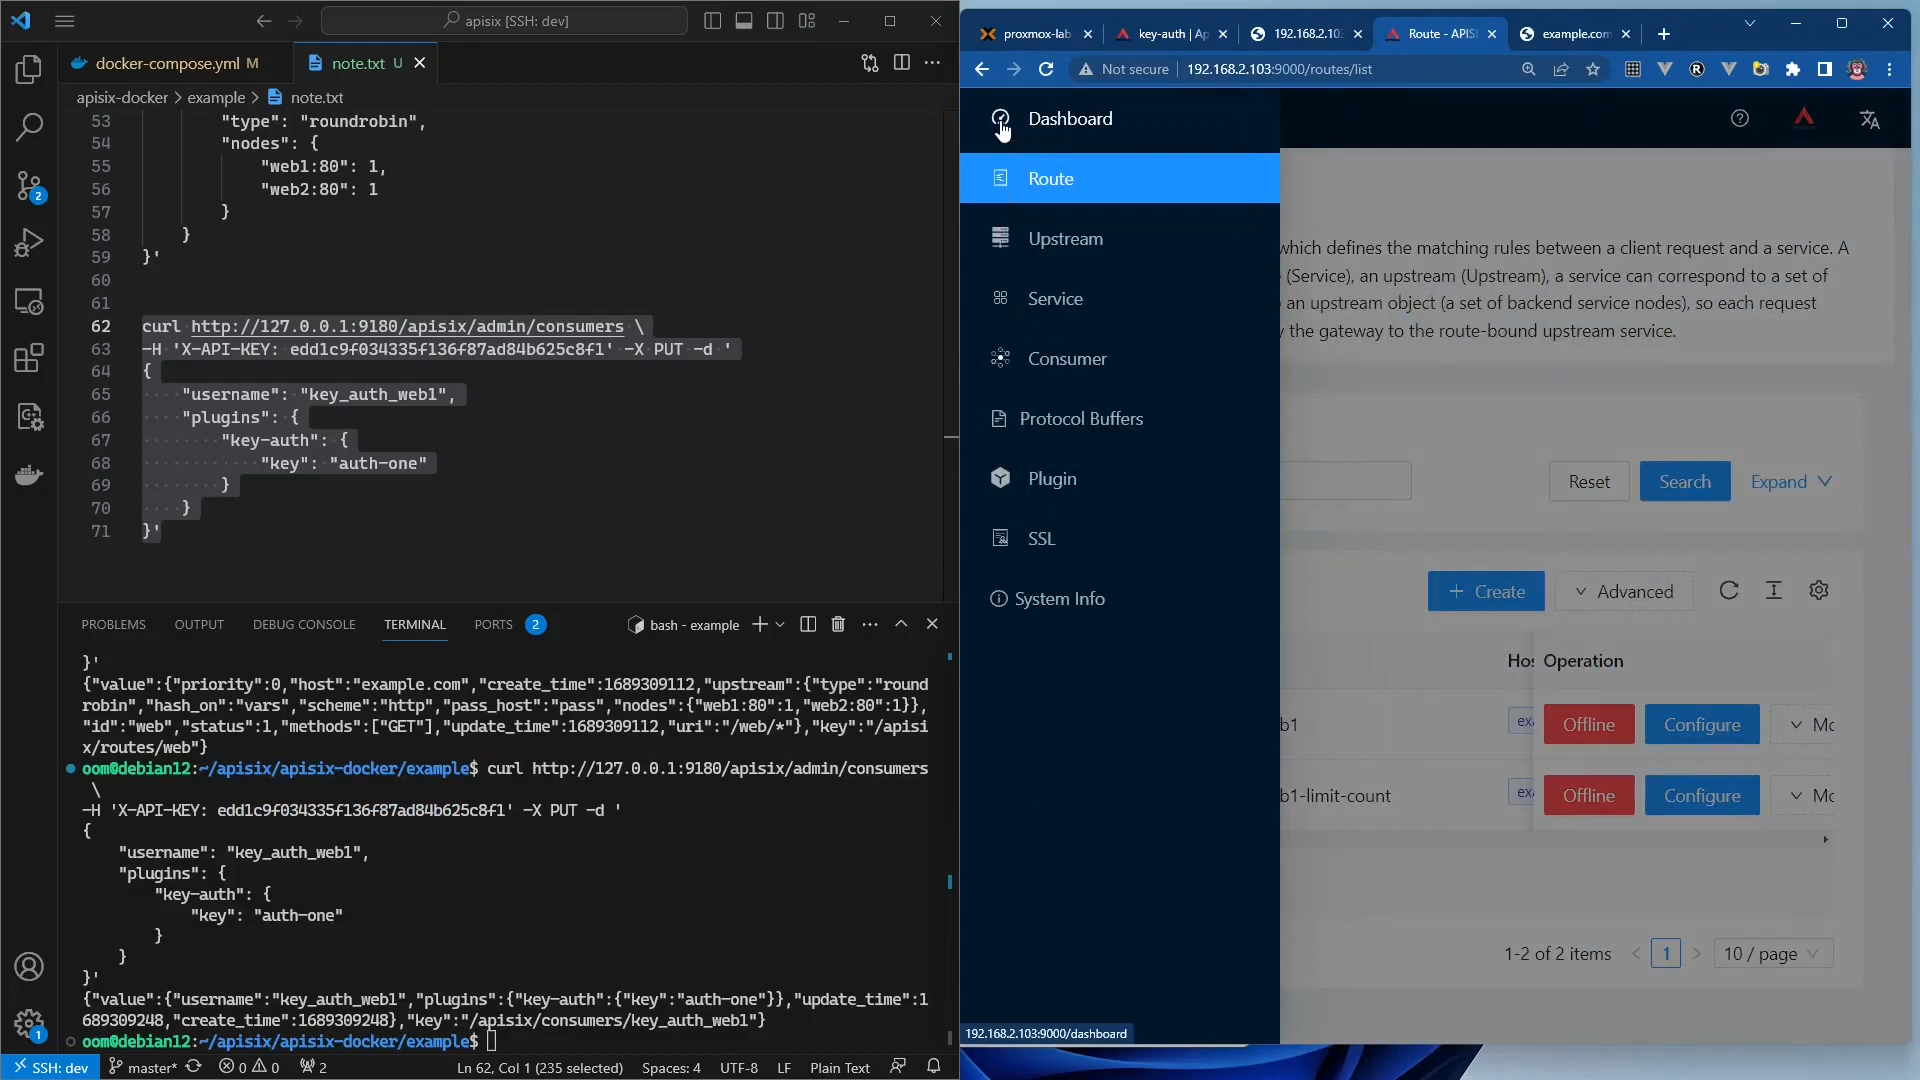 apisix [SSH: dev]
docker-compose.yml M
note.txt U
apisix-docker > example > note.txt
53 "type": "roundrobin",
54 "nodes": {
55 "web1:80": 1,
56 "web2:80": 1
57 }
58 }
59 }'
60
61
62 curl http://127.0.0.1:9180/apisix/admin/consumers \
63 -H 'X-API-KEY: edd1c9f034335f136f87ad84b625c8f1' -X PUT -d '
64 {
65 "username": "key_auth_web1",
66 "plugins": {
67 "key-auth": {
68 "key": "auth-one"
69 }
70 }
71 }'
PROBLEMS OUTPUT DEBUG CONSOLE TERMINAL PORTS 2
bash - example
}'
{"value":{"priority":0,"host":"example.com","create_time":1689309112,"upstream":{"type":"round
robin","hash_on":"vars","scheme":"http","pass_host":"pass","nodes":{"web1:80":1,"web2:80":1}},
"id":"web","status":1,"methods":["GET"],"update_time":1689309112,"uri":"/web/*"},"key":"/apisi
x/routes/web"}
oom@debian12:~/apisix/apisix-docker/example$ curl http://127.0.0.1:9180/apisix/admin/consumers
\
-H 'X-API-KEY: edd1c9f034335f136f87ad84b625c8f1' -X PUT -d '
{
"username": "key_auth_web1",
"plugins": {
"key-auth": {
"key": "auth-one"
}
}
}'
{"value":{"username":"key_auth_web1","plugins":{"key-auth":{"key":"auth-one"}},"update_time":1
689309248,"create_time":1689309248},"key":"/apisix/consumers/key_auth_web1"}
oom@debian12:~/apisix/apisix-docker/example$
2
1
SSH: dev master* 0 0 2 Ln 62, Col 1 (235 selected) Spaces: 4 UTF-8 LF Plain Text
proxmox-lab
key-auth | Ap
192.168.2.10
Route - APIS
example.com
Not secure 192.168.2.103:9000/routes/list
Dashboard
Route
Upstream
Service
Consumer
Protocol Buffers
Plugin
SSL
System Info
which defines the matching rules between a client request and a service. A
(Service), an upstream (Upstream), a service can correspond to a set of
an upstream object (a set of backend service nodes), so each request
y the gateway to the route-bound upstream service.
Reset Search Expand
+ Create Advanced
Hos Operation
b1 exa Offline Configure Mo
b1-limit-count exa Offline Configure Mo
1-2 of 2 items < 1 > 10 / page
192.168.2.103:9000/dashboard